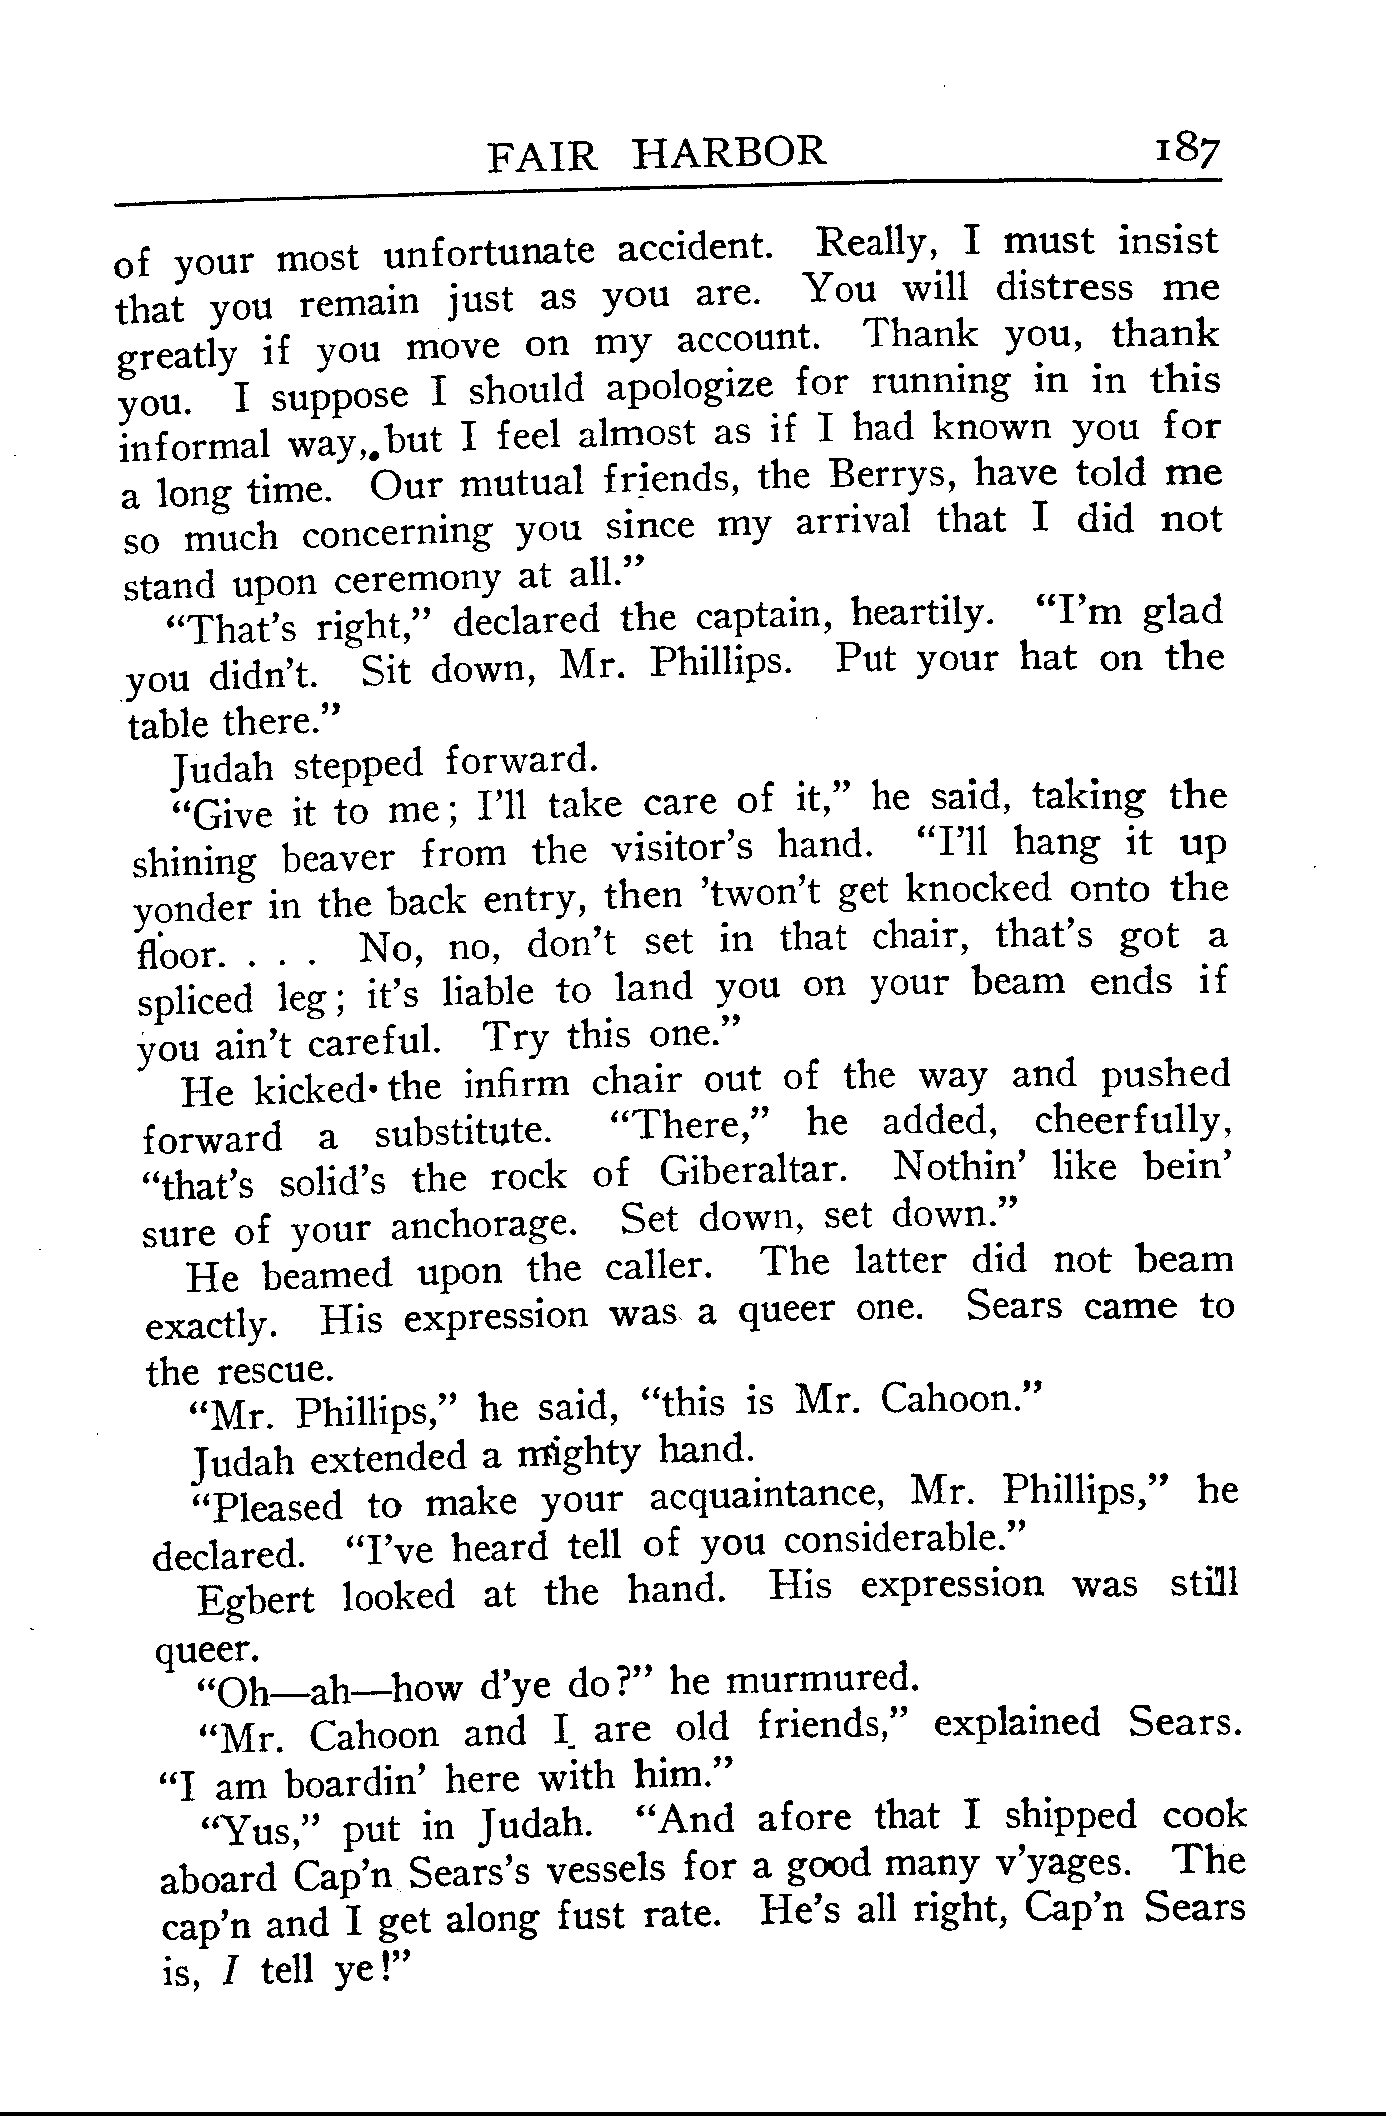 FAIR HARBOR 187
of your most unfortunate accident. Really, I must insist
that you remain just as you are. You will distress me
greatly if you move on my account. Thank you, thank
you. I suppose I should apologize for running in in this
informal way, but I feel almost as if I had known you for
a long time. Our mutual friends, the Berrys, have told me
so much concerning you since my arrival that I did not
stand upon ceremony at all.”
“That’s right,” declared the captain, heartily. “I’m glad
you didn’t. Sit down, Mr. Phillips. Put your hat on the
table there.”
Judah stepped forward.
“Give it to me; I’ll take care of it,” he said, taking the
shining beaver from the visitor’s hand. “I’ll hang it up
yonder in the back entry, then ’twon’t get knocked onto the
floor. . . . No, no, don’t set in that chair, that’s got a
spliced leg; it’s liable to land you on your beam ends if
you ain’t careful. Try this one.”
He kicked the infirm chair out of the way and pushed
forward a substitute. “There,” he added, cheerfully,
“that’s solid’s the rock of Giberaltar. Nothin’ like bein’
sure of your anchorage. Set down, set down.”
He beamed upon the caller. The latter did not beam
exactly. His expression was a queer one. Sears came to
the rescue.
“Mr. Phillips,” he said, “this is Mr. Cahoon.”
Judah extended a mighty hand.
“Pleased to make your acquaintance, Mr. Phillips,” he
declared. “I’ve heard tell of you considerable.”
Egbert looked at the hand. His expression was still
queer.
“Oh—ah—how d’ye do?” he murmured.
“Mr. Cahoon and I are old friends,” explained Sears.
“I am boardin’ here with him.”
“Yus,” put in Judah. “And afore that I shipped cook
aboard Cap’n Sears’s vessels for a good many v’yages. The
cap’n and I get along fust rate. He’s all right, Cap’n Sears
is, I tell ye!”